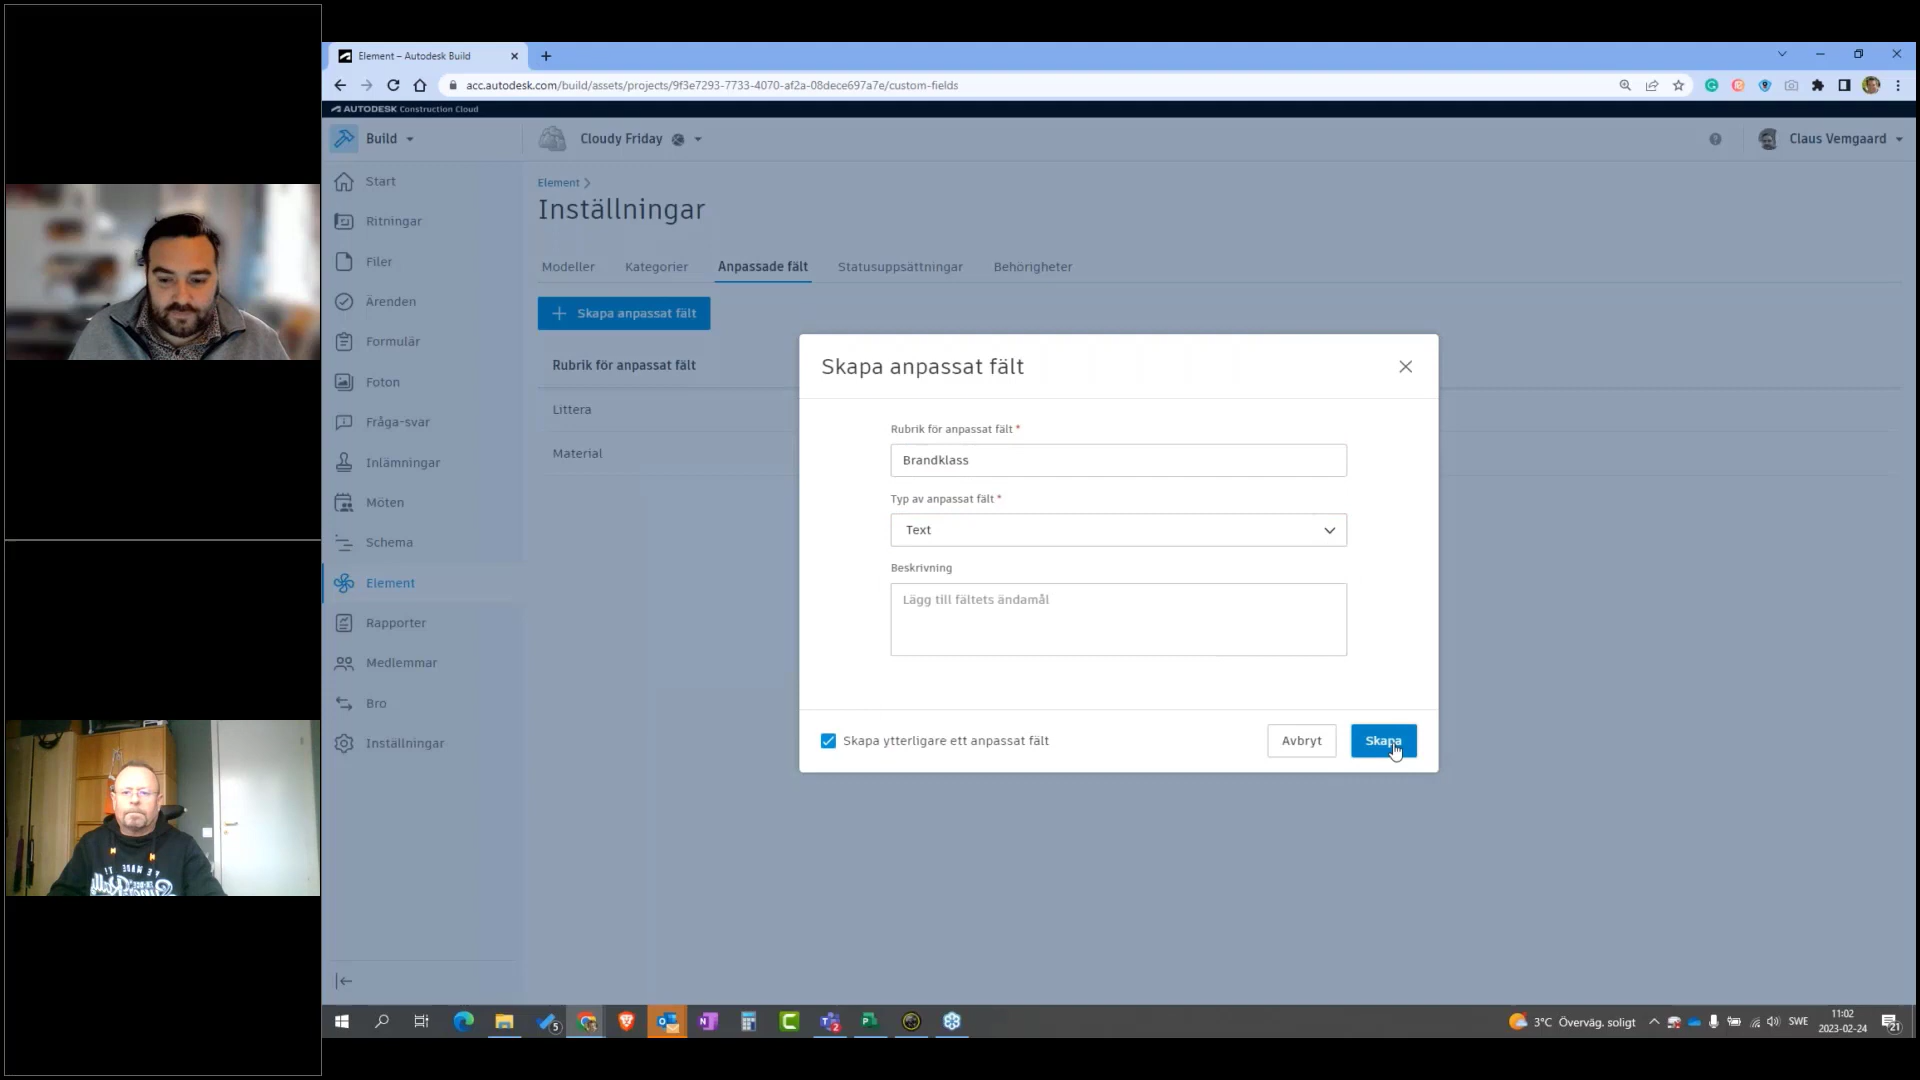 Element – Autodesk Build
acc.autodesk.com/build/assets/projects/9f3e7293-7733-4070-af2a-08dece697a7e/custom-fields
AUTODESK Construction Cloud
Build
Cloudy Friday
Claus Vemgaard
Start
Ritningar
Filer
Ärenden
Formulär
Foton
Fråga-svar
Inlämningar
Möten
Schema
Element
Rapporter
Medlemmar
Bro
Inställningar
Element
Inställningar
Modeller
Kategorier
Anpassade fält
Statusuppsättningar
Behörigheter
Skapa anpassat fält
Rubrik för anpassat fält
Littera
Material
Skapa anpassat fält
Rubrik för anpassat fält *
Brandklass
Typ av anpassat fält *
Text
Beskrivning
Lägg till fältets ändamål
Skapa ytterligare ett anpassat fält
Avbryt
Skapa
3°C Överväg. soligt
SWE
11:02
2023-02-24